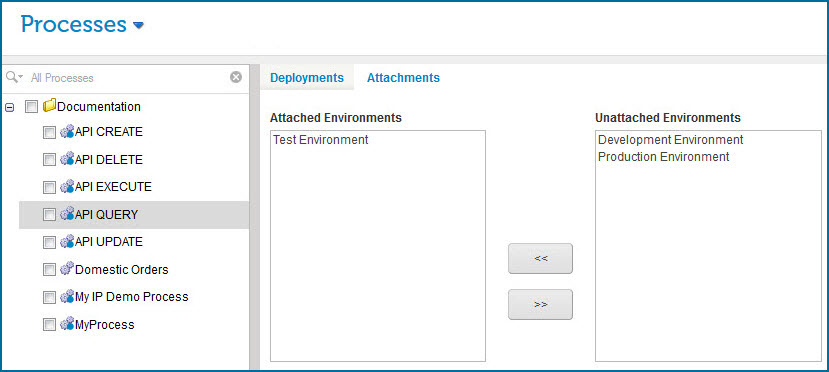 Processes
All Processes
Documentation
API CREATE
API DELETE
API EXECUTE
API QUERY
API UPDATE
Domestic Orders
My IP Demo Process
MyProcess
Deployments Attachments
Attached Environments
Test Environment
<<
>>
Unattached Environments
Development Environment
Production Environment